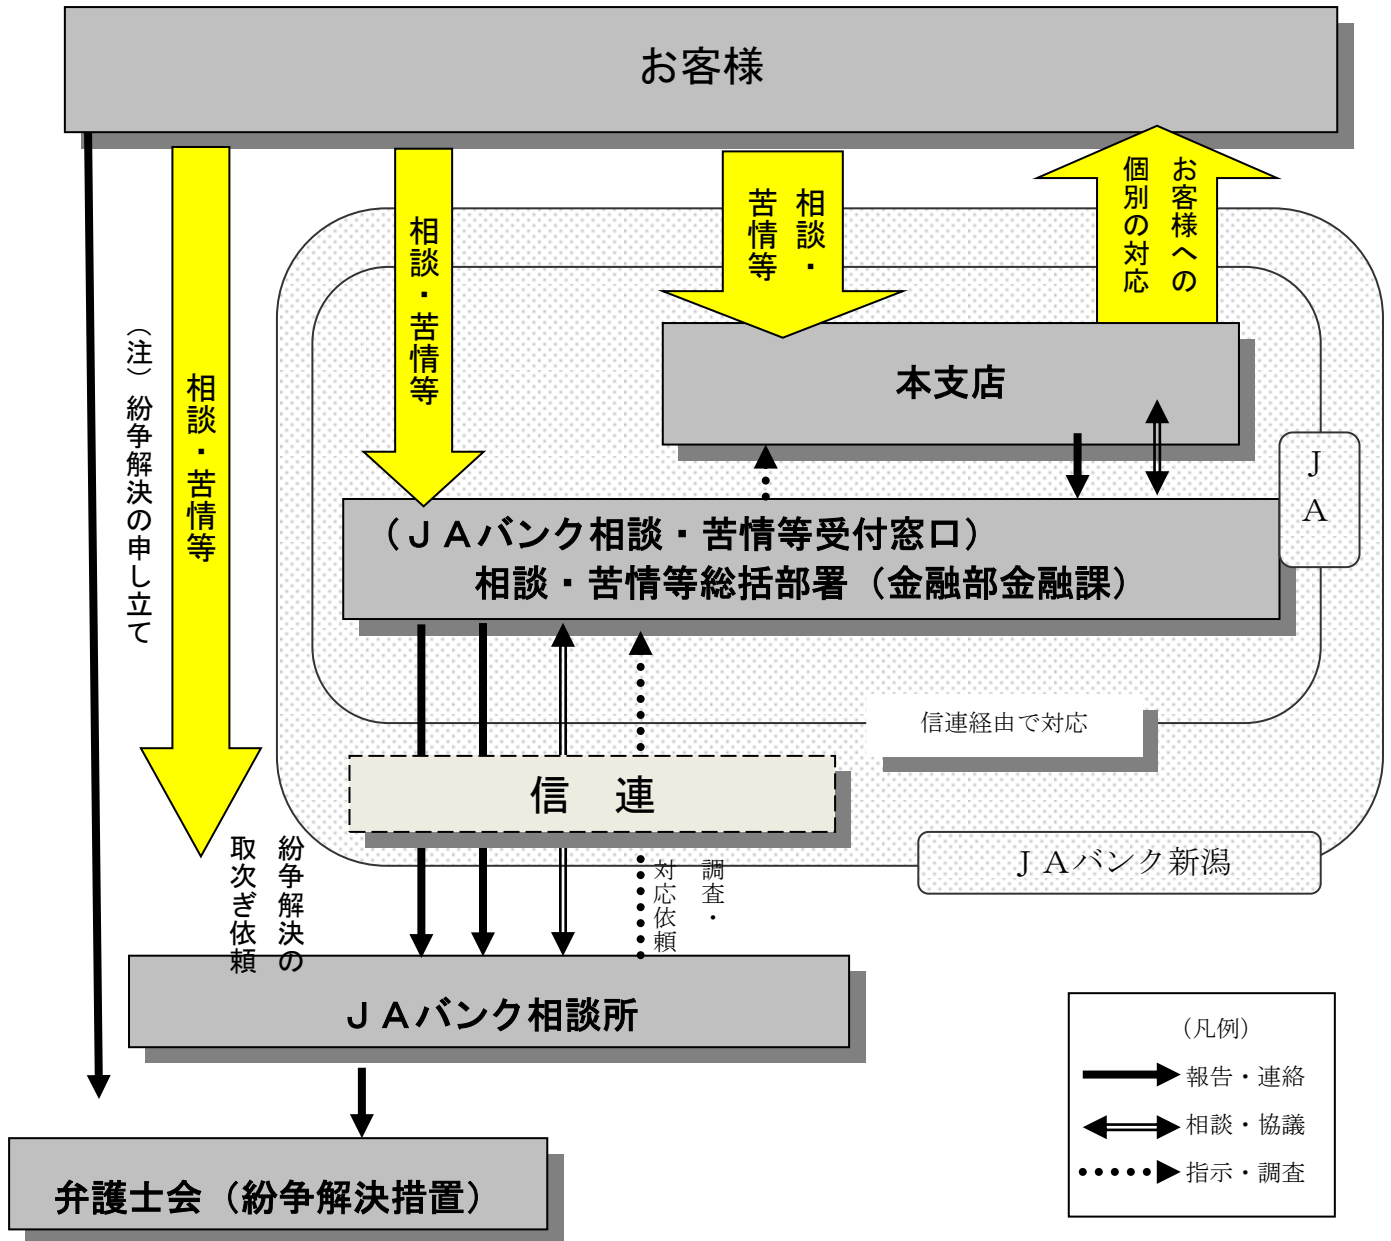 お客様
相談・
苦情等
お客様への
個別の対応
相談・苦情等
相談・苦情等
（注）紛争解決の申し立て
本支店
ＪＡ
（ＪＡバンク相談・苦情等受付窓口）
相談・苦情等総括部署（金融部金融課）
信連経由で対応
信　連
ＪＡバンク新潟
紛争解決の
取次ぎ依頼
調査・
対応依頼
ＪＡバンク相談所
弁護士会（紛争解決措置）
（凡例）
報告・連絡
相談・協議
指示・調査